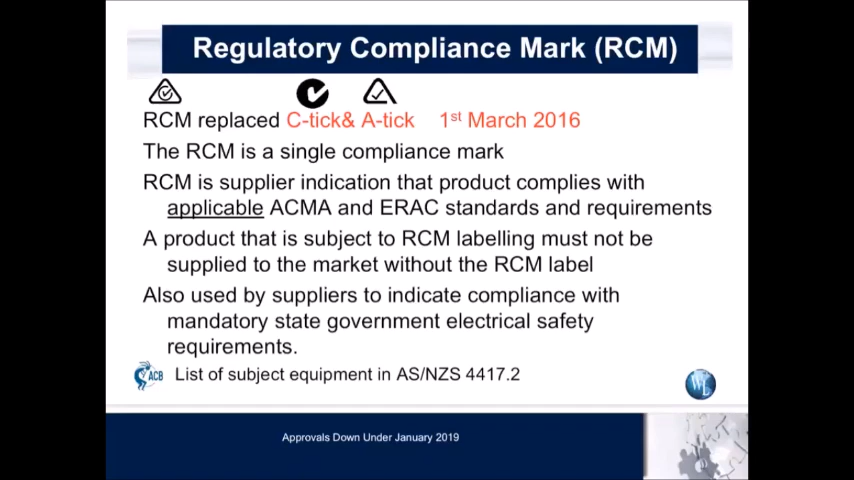 Regulatory Compliance Mark (RCM)
RCM replaced C-tick& A-tick 1st March 2016
The RCM is a single compliance mark
RCM is supplier indication that product complies with
applicable ACMA and ERAC standards and requirements
A product that is subject to RCM labelling must not be
supplied to the market without the RCM label
Also used by suppliers to indicate compliance with
mandatory state government electrical safety
requirements.
ACB
List of subject equipment in AS/NZS 4417.2
WL
Approvals Down Under January 2019